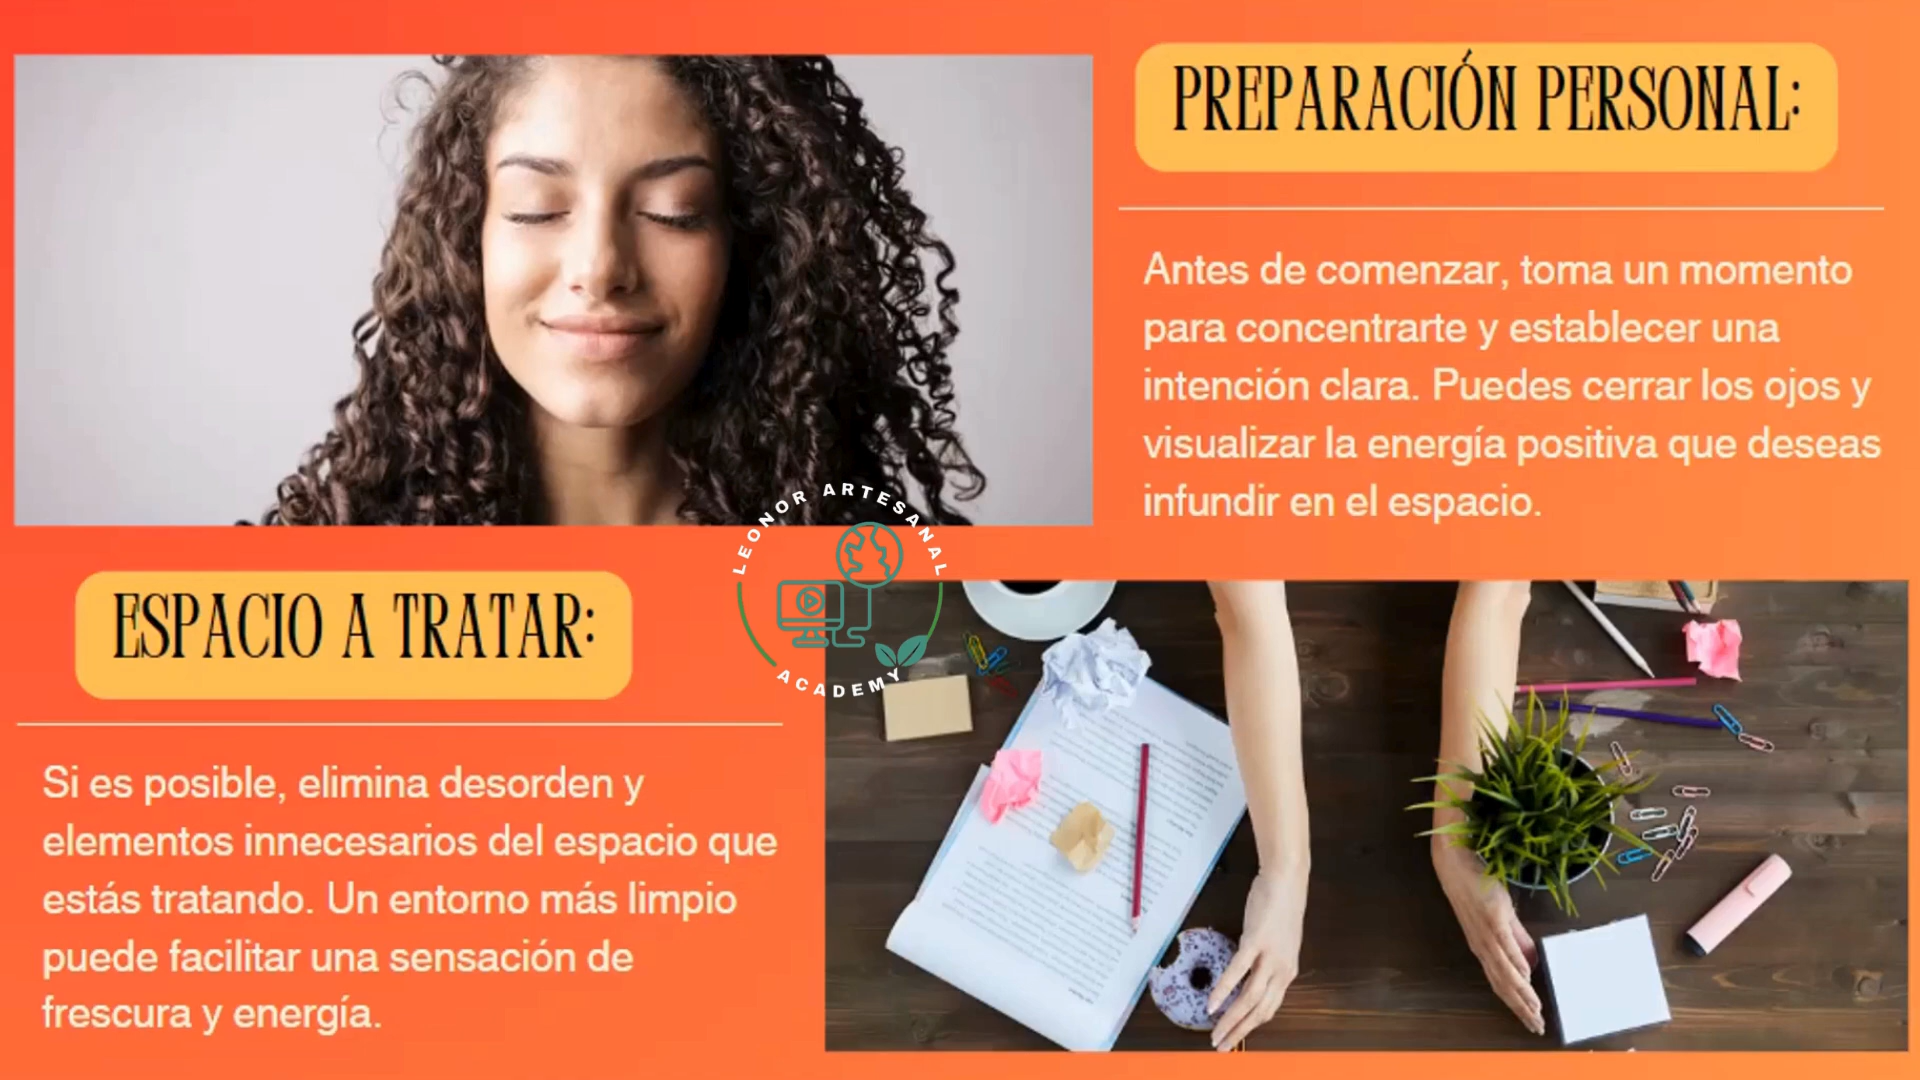 PREPARACIÓN PERSONAL:
Antes de comenzar, toma un momento
para concentrarte y establecer una
intención clara. Puedes cerrar los ojos y
visualizar la energía positiva que deseas
infundir en el espacio.
LEONOR ARTESANAL
ACADEMY
ESPACIO A TRATAR:
Si es posible, elimina desorden y
elementos innecesarios del espacio que
estás tratando. Un entorno más limpio
puede facilitar una sensación de
frescura y energía.